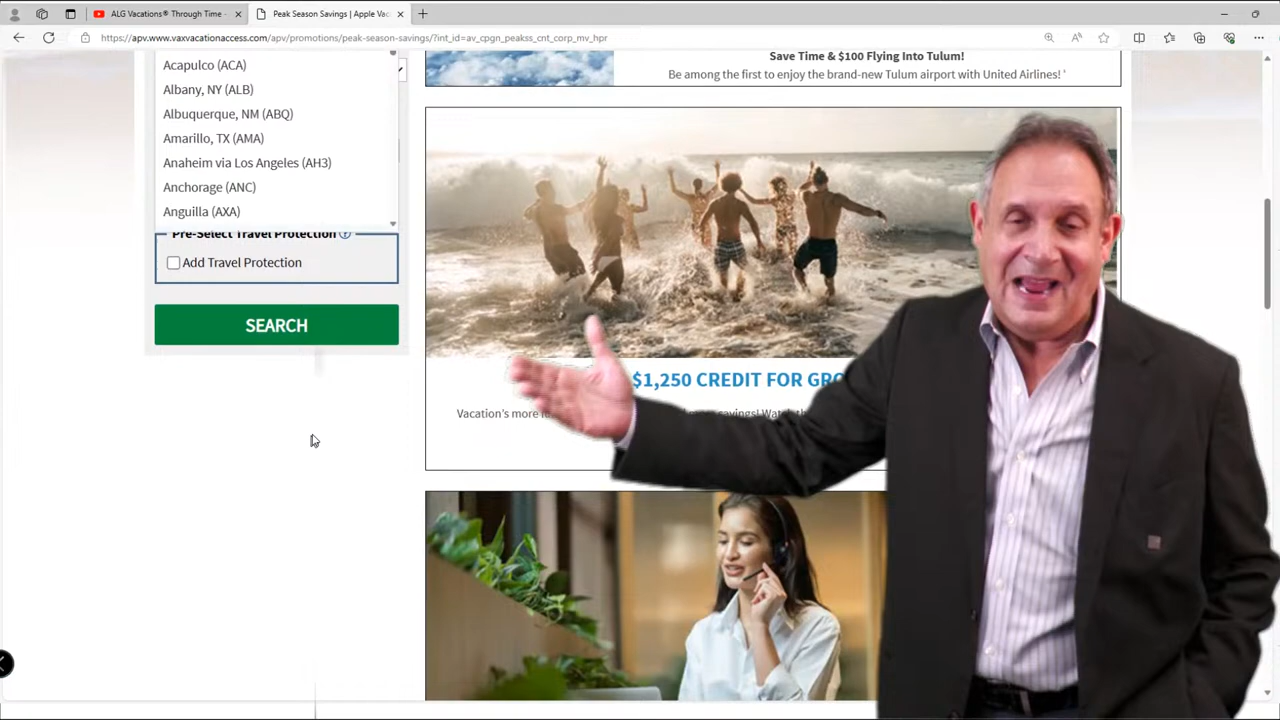 ALG Vacations® Through Time -
Peak Season Savings | Apple Vac
https://apv.www.vaxvacationaccess.com/apv/promotions/peak-season-savings/?int_id=av_cpgn_peakss_cnt_corp_mv_hpr
Acapulco (ACA)
Albany, NY (ALB)
Albuquerque, NM (ABQ)
Amarillo, TX (AMA)
Anaheim via Los Angeles (AH3)
Anchorage (ANC)
Anguilla (AXA)
Pre-Select Travel Protection
Add Travel Protection
SEARCH
Save Time & $100 Flying Into Tulum!
Be among the first to enjoy the brand-new Tulum airport with United Airlines!
$1,250 CREDIT FOR
Vacation's more
savings!